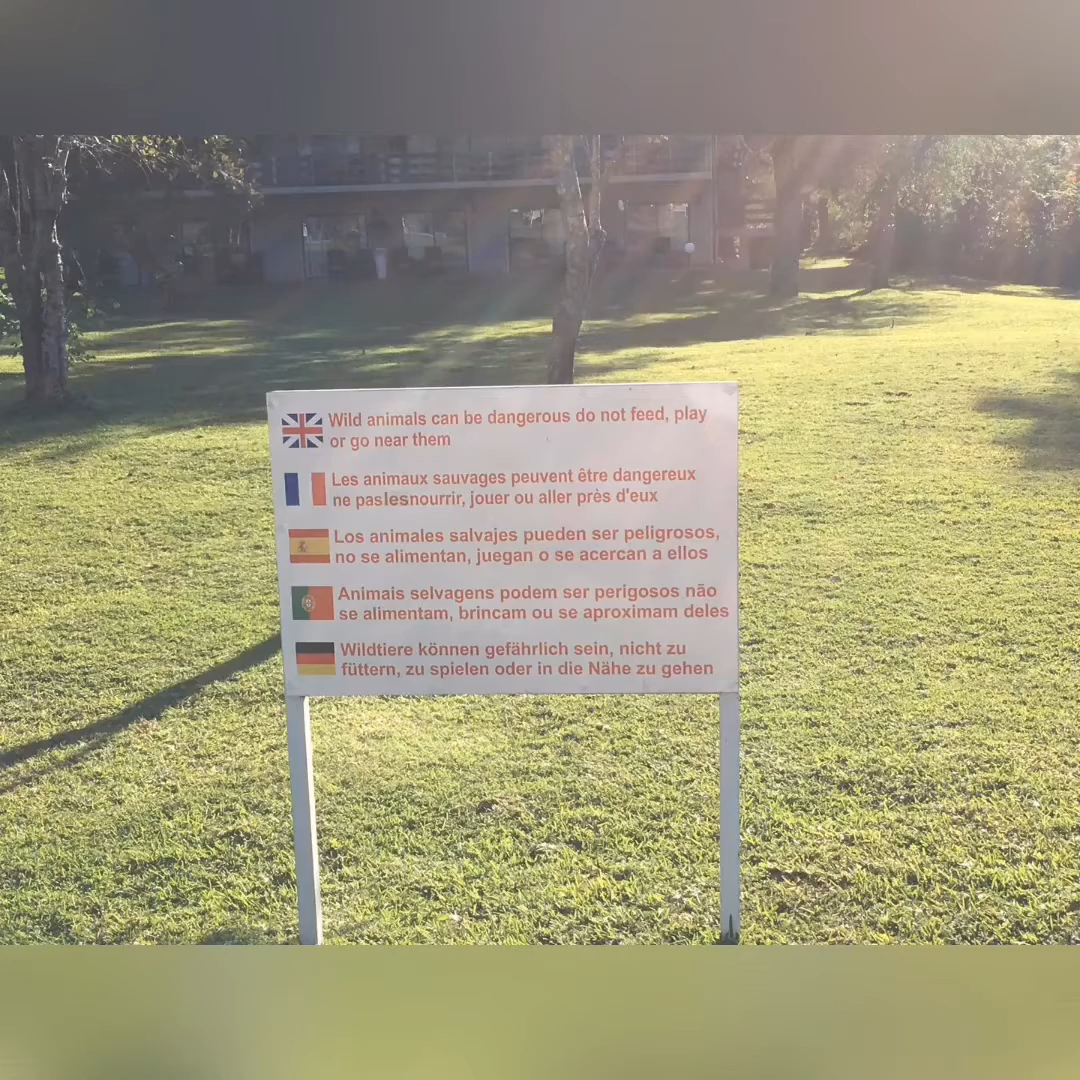 Wild animals can be dangerous do not feed, play
or go near them
Les animaux sauvages peuvent être dangereux
ne pas les nourrir, jouer ou aller près d'eux
Los animales salvajes pueden ser peligrosos,
no se alimentan, juegan o se acercan a ellos
Animais selvagens podem ser perigosos não
se alimentam, brincam ou se aproximam deles
Wildtiere können gefährlich sein, nicht zu
füttern, zu spielen oder in die Nähe zu gehen